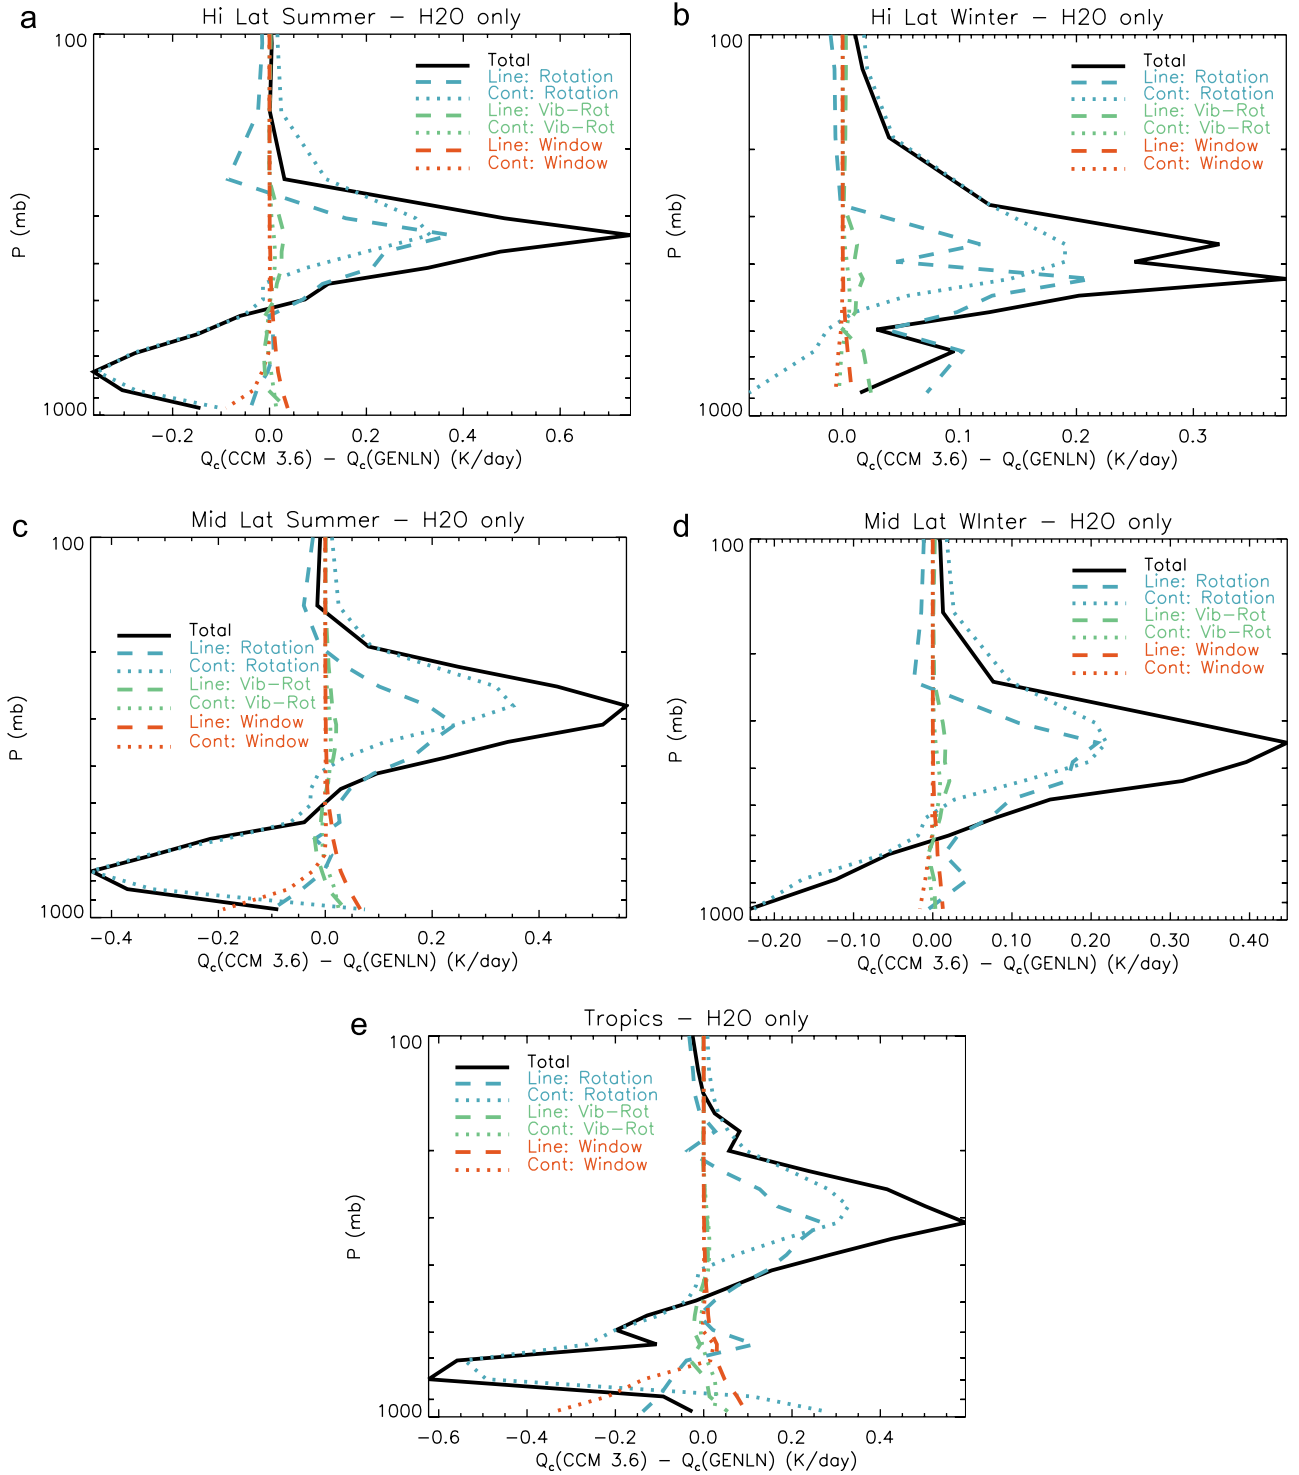 a
Hi Lat Summer – H2O only
100
Total
Line: Rotation
Cont: Rotation
Line: Vib–Rot
Cont: Vib–Rot
Line: Window
Cont: Window
P (mb)
1000
−0.2 0.0 0.2 0.4 0.6
Qc(CCM 3.6) – Qc(GENLN) (K/day)
b
Hi Lat Winter – H2O only
100
Total
Line: Rotation
Cont: Rotation
Line: Vib–Rot
Cont: Vib–Rot
Line: Window
Cont: Window
P (mb)
1000
0.0 0.1 0.2 0.3
Qc(CCM 3.6) – Qc(GENLN) (K/day)
c
Mid Lat Summer – H2O only
100
Total
Line: Rotation
Cont: Rotation
Line: Vib–Rot
Cont: Vib–Rot
Line: Window
Cont: Window
P (mb)
1000
−0.4 −0.2 0.0 0.2 0.4
Qc(CCM 3.6) – Qc(GENLN) (K/day)
d
Mid Lat WInter – H2O only
100
Total
Line: Rotation
Cont: Rotation
Line: Vib–Rot
Cont: Vib–Rot
Line: Window
Cont: Window
P (mb)
1000
−0.20 −0.10 0.00 0.10 0.20 0.30 0.40
Qc(CCM 3.6) – Qc(GENLN) (K/day)
e
Tropics – H2O only
100
Total
Line: Rotation
Cont: Rotation
Line: Vib–Rot
Cont: Vib–Rot
Line: Window
Cont: Window
P (mb)
1000
−0.6 −0.4 −0.2 0.0 0.2 0.4
Qc(CCM 3.6) – Qc(GENLN) (K/day)